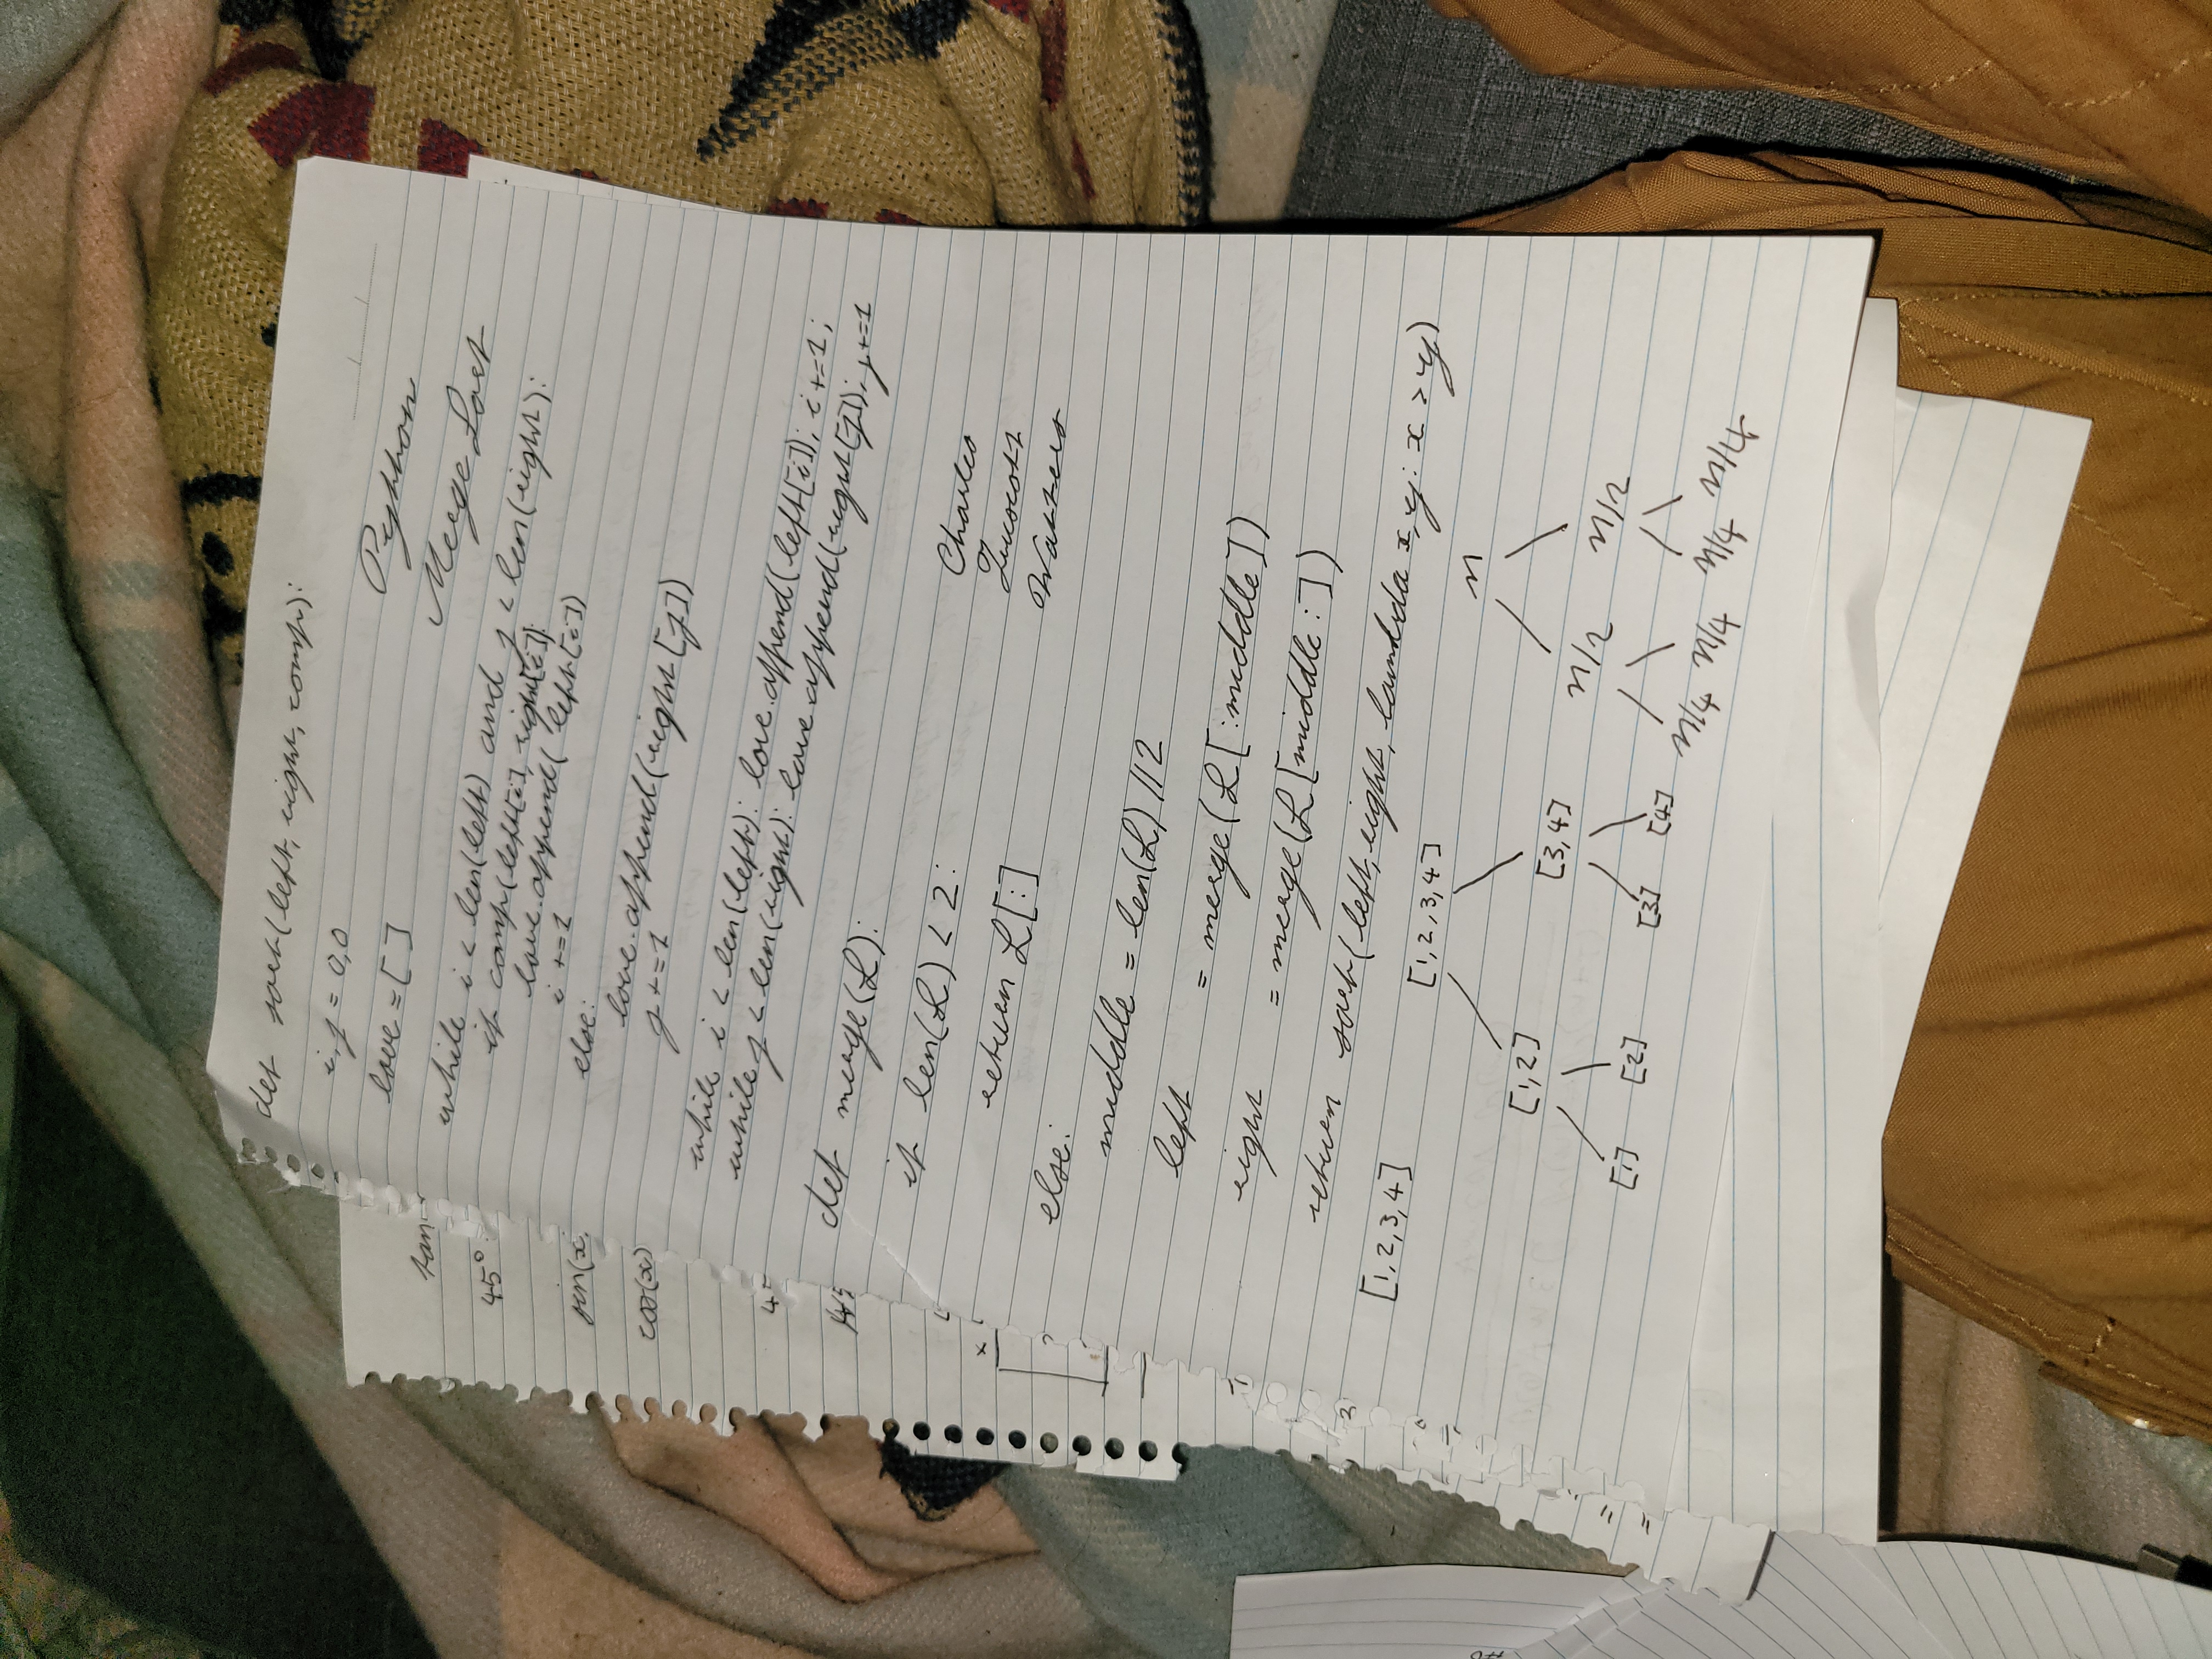 def sort(left, right, comp):
i, j = 0,0
love = [ ]
Python
Merge Sort
while i < len(left) and j < len(right):
if comp(left[i], right[i]):
love.append( left[i])
i +=1
else:
love.append(right[j])
j +=1
while i < len(left): love.append(left[i]); i +=1;
while j < len(right): love.append(right[j]); j +=1
def merge(L):
if len(L) < 2:
return L[:]
Charles
Truscott
Watters
else:
middle = len(L) //2
left = merge(L[:middle])
right = merge(L[middle:])
return sort(left, right, lambda x, y: x > y)
[1,2,3,4]
[1,2,3,4]
n
[1,2] [3,4]
n/2 n/2
[1] [2] [3] [4]
n/4 n/4 n/4 n/4
tan
45°
sin(x
cos(x)